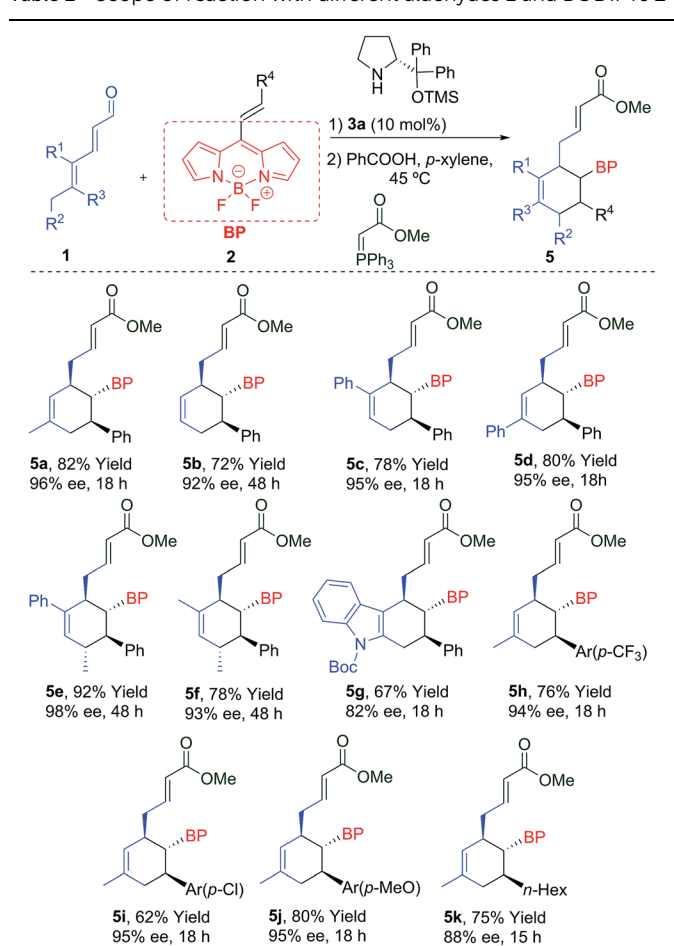 Table 2 Scope of reaction with different aldehydes 1 and BODIPYs 2
O
R1
R3
R2
1
+
R4
N
N
B
⊖
⊕
F
F
BP
2
N
H
Ph
Ph
OTMS
1) 3a (10 mol%)
2) PhCOOH, p-xylene,
45 ºC
O
OMe
PPh3
O
OMe
R1
BP
R3
R4
R2
5
O
OMe
BP
Ph
5a, 82% Yield
96% ee, 18 h
O
OMe
BP
Ph
5b, 72% Yield
92% ee, 48 h
O
OMe
Ph
BP
Ph
5c, 78% Yield
95% ee, 18 h
O
OMe
BP
Ph
Ph
5d, 80% Yield
95% ee, 18h
O
OMe
Ph
BP
Ph
5e, 92% Yield
98% ee, 48 h
O
OMe
BP
Ph
5f, 78% Yield
93% ee, 48 h
O
OMe
BP
N
Ph
Boc
5g, 67% Yield
82% ee, 18 h
O
OMe
BP
Ar(p-CF3)
5h, 76% Yield
94% ee, 18 h
O
OMe
BP
Ar(p-Cl)
5i, 62% Yield
95% ee, 18 h
O
OMe
BP
Ar(p-MeO)
5j, 80% Yield
95% ee, 18 h
O
OMe
BP
n-Hex
5k, 75% Yield
88% ee, 15 h